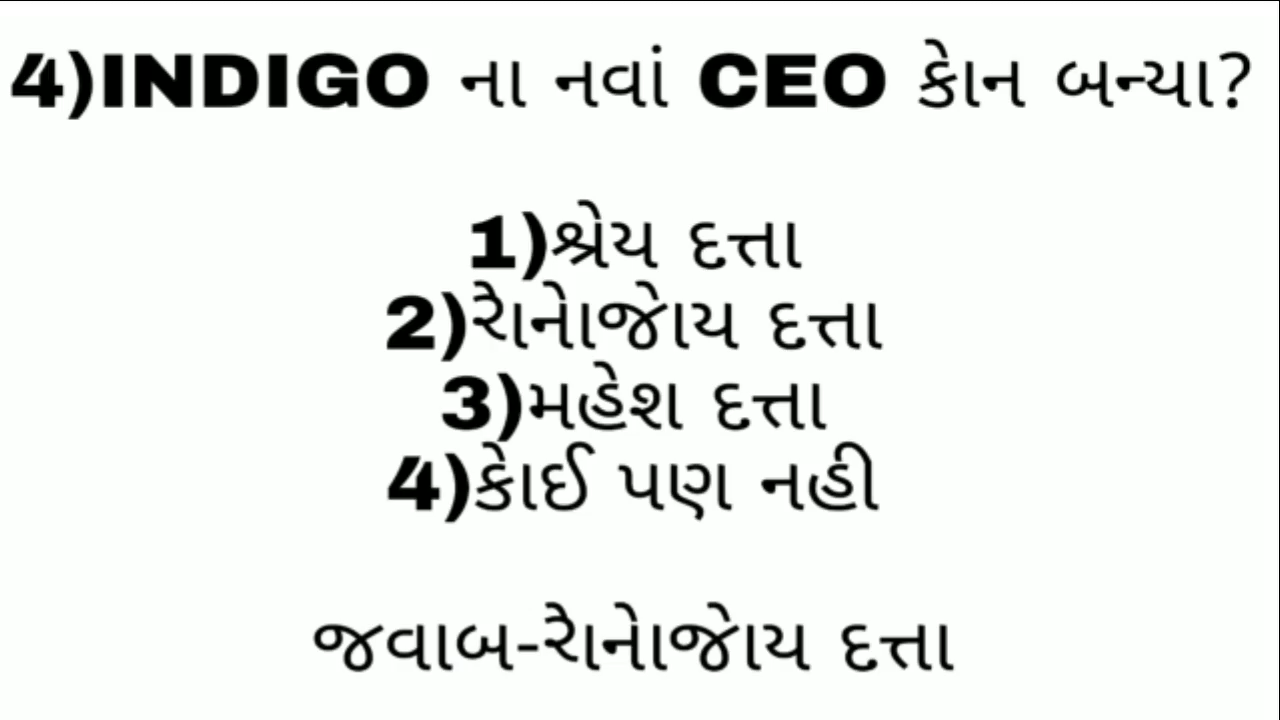 4)INDIGO ના નવાં CEO કોન બન્યા?
1)શ્રેય દત્તા
2)રોનોજોય દત્તા
3)મહેશ દત્તા
4)કોઈ પણ નહી
જવાબ-રોનોજોય દત્તા